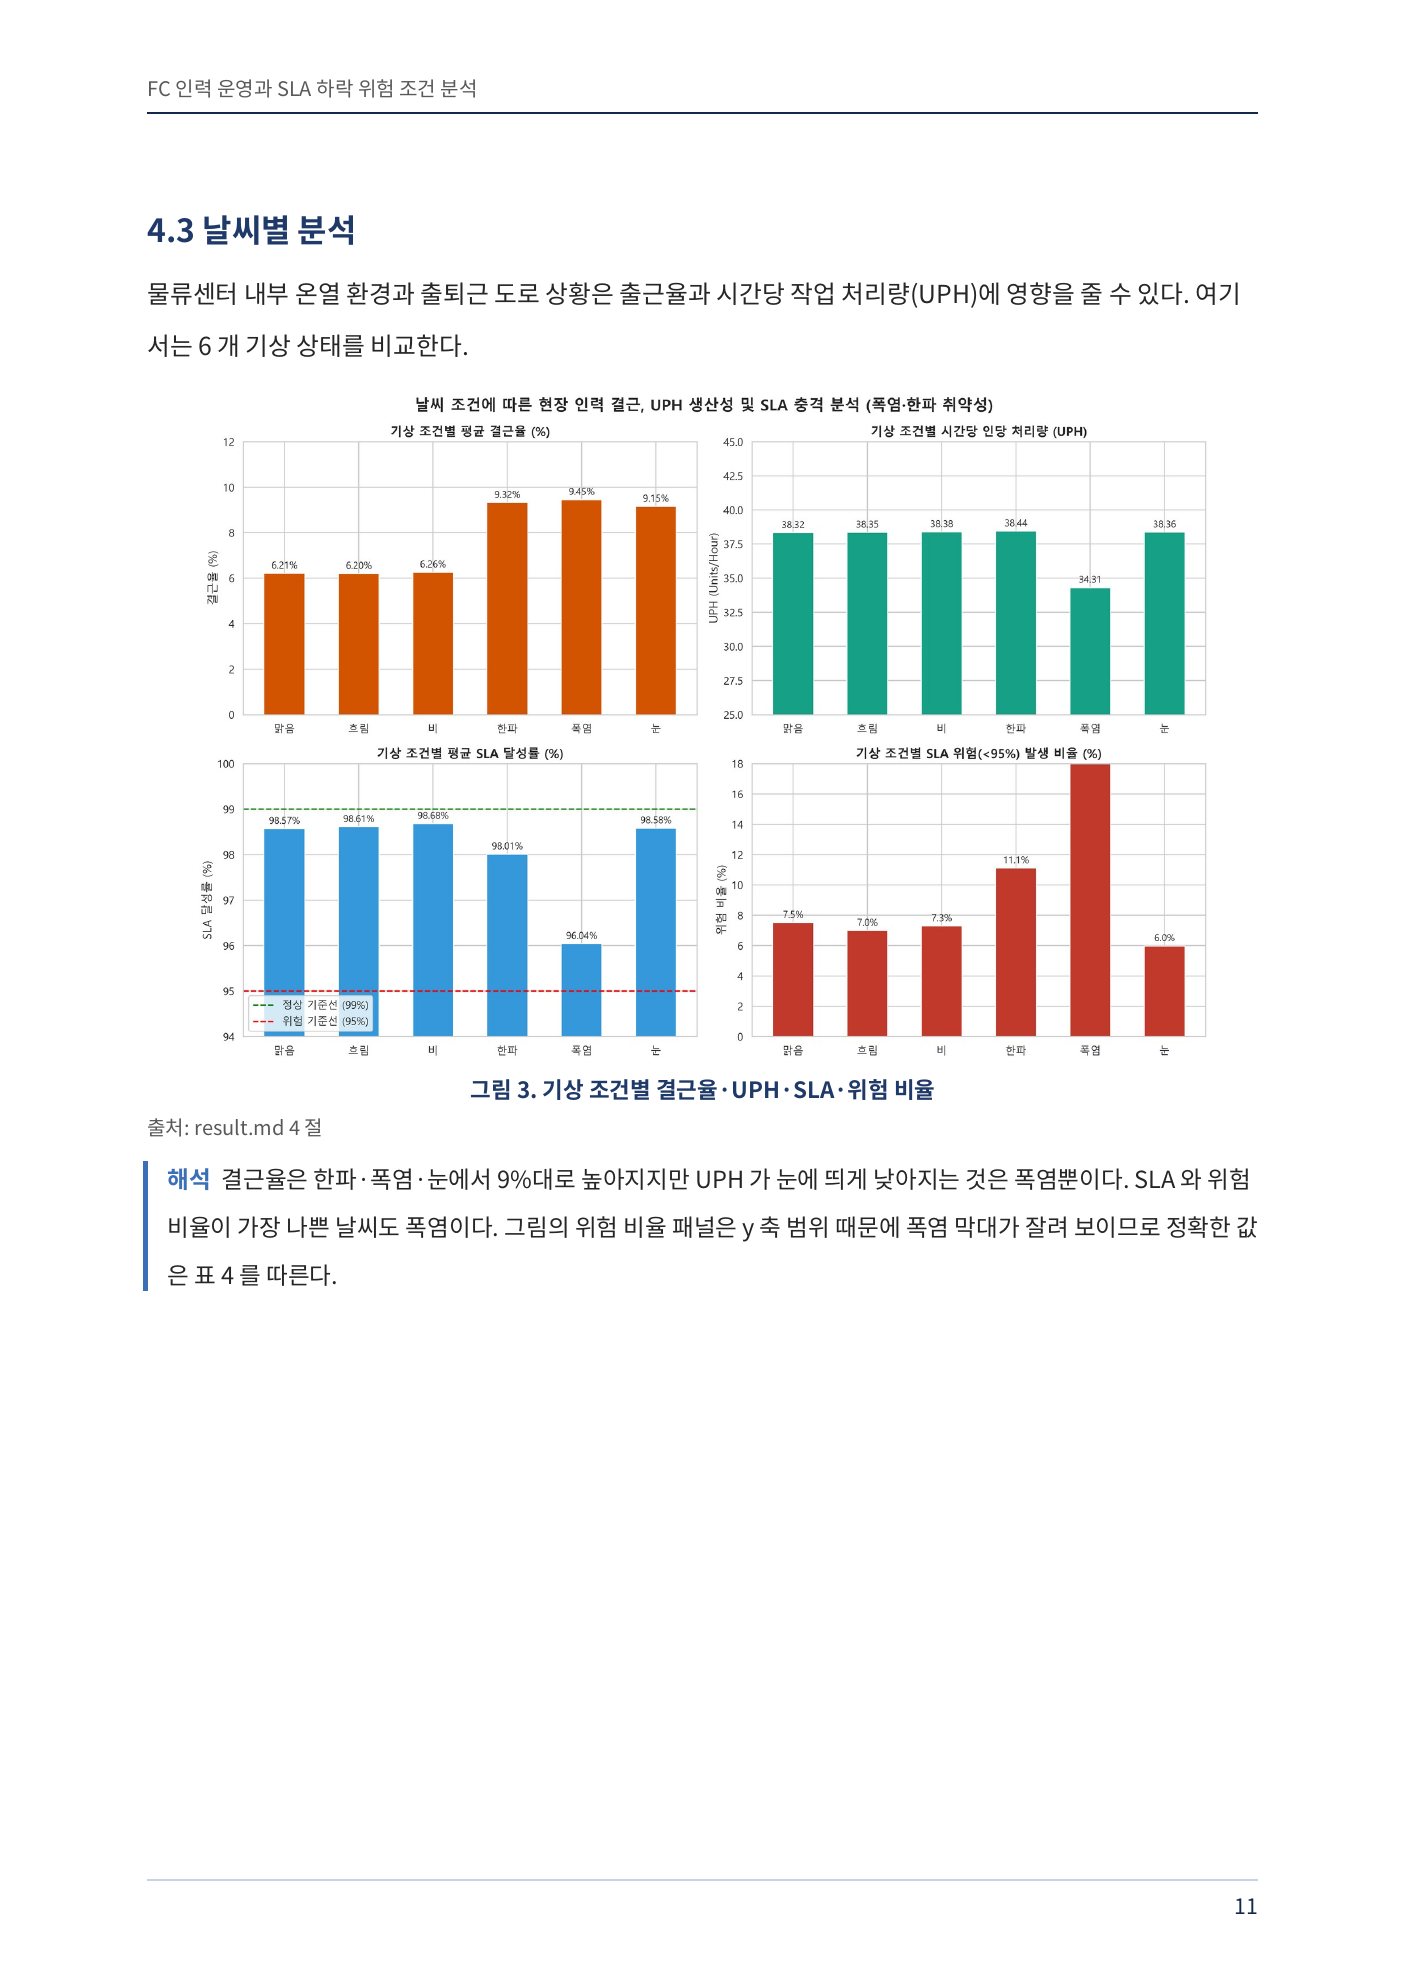 FC 인력 운영과 SLA 하락 위험 조건 분석
4.3 날씨별 분석
물류센터 내부 온열 환경과 출퇴근 도로 상황은 출근율과 시간당 작업 처리량(UPH)에 영향을 줄 수 있다. 여기
서는 6 개 기상 상태를 비교한다.
날씨 조건에 따른 현장 인력 결근, UPH 생산성 및 SLA 충격 분석 (폭염·한파 취약성)
기상 조건별 평균 결근율 (%)
12
10
8
6
4
2
0
결근율 (%)
6.21%
6.20%
6.26%
9.32%
9.45%
9.15%
맑음 흐림 비 한파 폭염 눈
기상 조건별 시간당 인당 처리량 (UPH)
45.0
42.5
40.0
37.5
35.0
32.5
30.0
27.5
25.0
UPH (Units/Hour)
38.32
38.35
38.38
38.44
34.31
38.36
맑음 흐림 비 한파 폭염 눈
기상 조건별 평균 SLA 달성률 (%)
100
99
98
97
96
95
94
SLA 달성률 (%)
98.57%
98.61%
98.68%
98.01%
96.04%
98.58%
정상 기준선 (99%)
위험 기준선 (95%)
맑음 흐림 비 한파 폭염 눈
기상 조건별 SLA 위험(<95%) 발생 비율 (%)
18
16
14
12
10
8
6
4
2
0
위험 비율 (%)
7.5%
7.0%
7.3%
11.1%
6.0%
맑음 흐림 비 한파 폭염 눈
그림 3. 기상 조건별 결근율·UPH·SLA·위험 비율
출처: result.md 4 절
해석 결근율은 한파·폭염·눈에서 9%대로 높아지지만 UPH 가 눈에 띄게 낮아지는 것은 폭염뿐이다. SLA 와 위험
비율이 가장 나쁜 날씨도 폭염이다. 그림의 위험 비율 패널은 y 축 범위 때문에 폭염 막대가 잘려 보이므로 정확한 값
은 표 4 를 따른다.
11